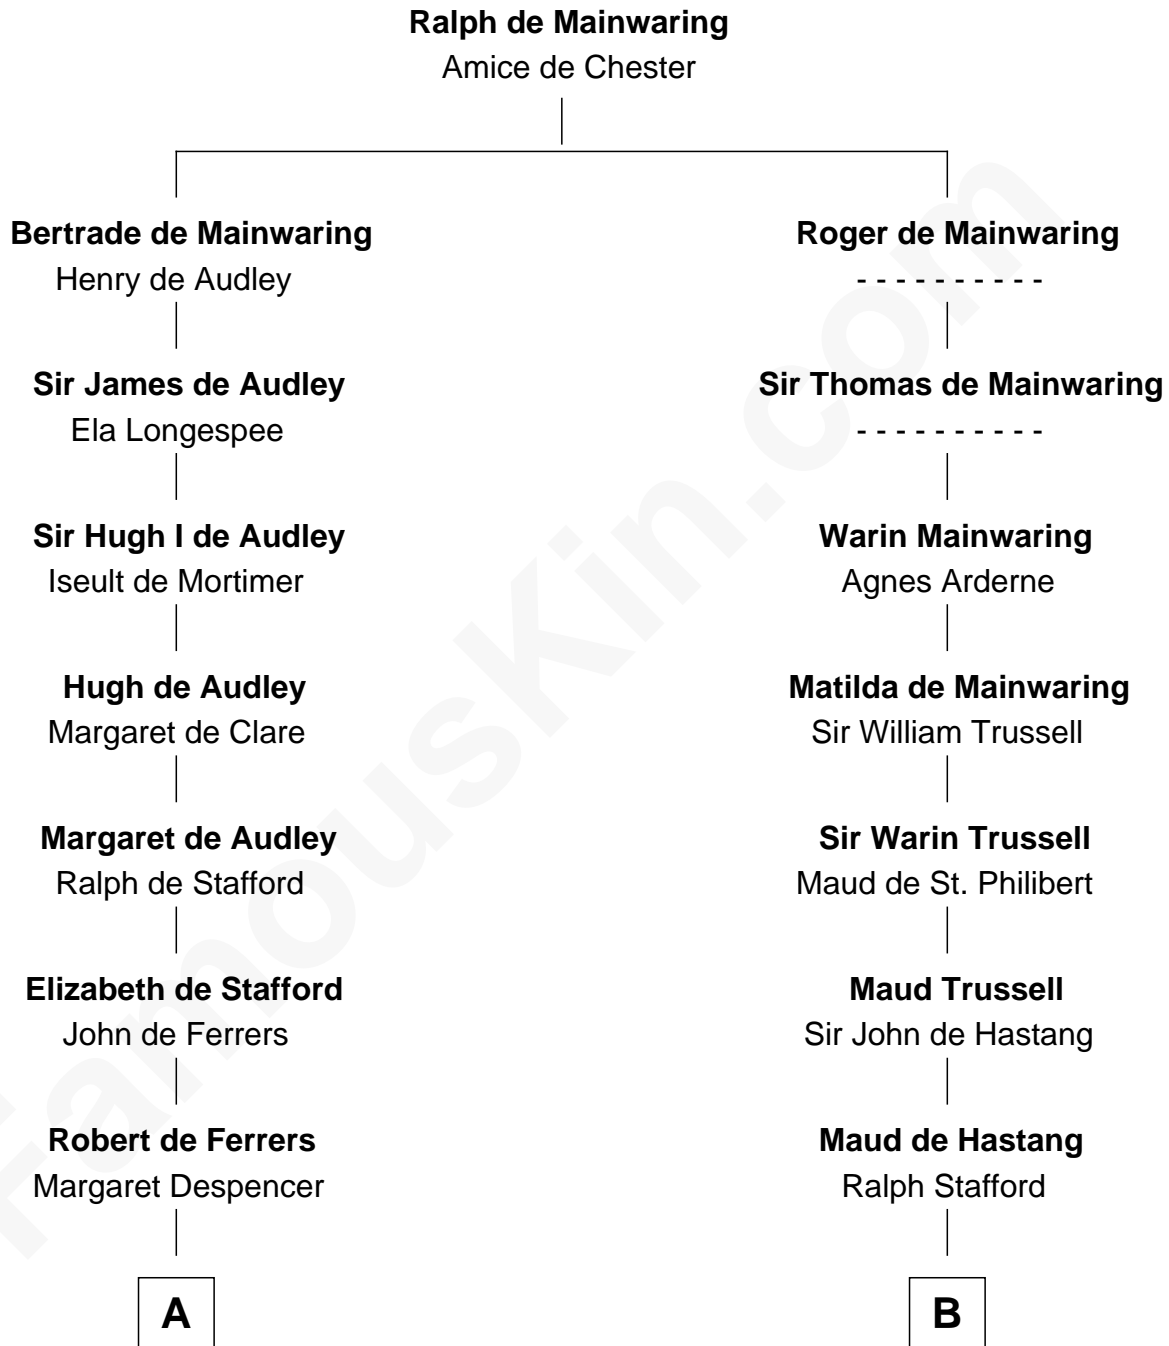 Ralph de Mainwaring
Amice de Chester
Bertrade de Mainwaring
Henry de Audley
Roger de Mainwaring
- - - - - - - - - -
Sir James de Audley
Ela Longespee
Sir Thomas de Mainwaring
- - - - - - - - - -
Sir Hugh I de Audley
Iseult de Mortimer
Warin Mainwaring
Agnes Arderne
Hugh de Audley
Margaret de Clare
Matilda de Mainwaring
Sir William Trussell
Margaret de Audley
Ralph de Stafford
Sir Warin Trussell
Maud de St. Philibert
Elizabeth de Stafford
John de Ferrers
Maud Trussell
Sir John de Hastang
Robert de Ferrers
Margaret Despencer
Maud de Hastang
Ralph Stafford
A
B
FamousKin.com